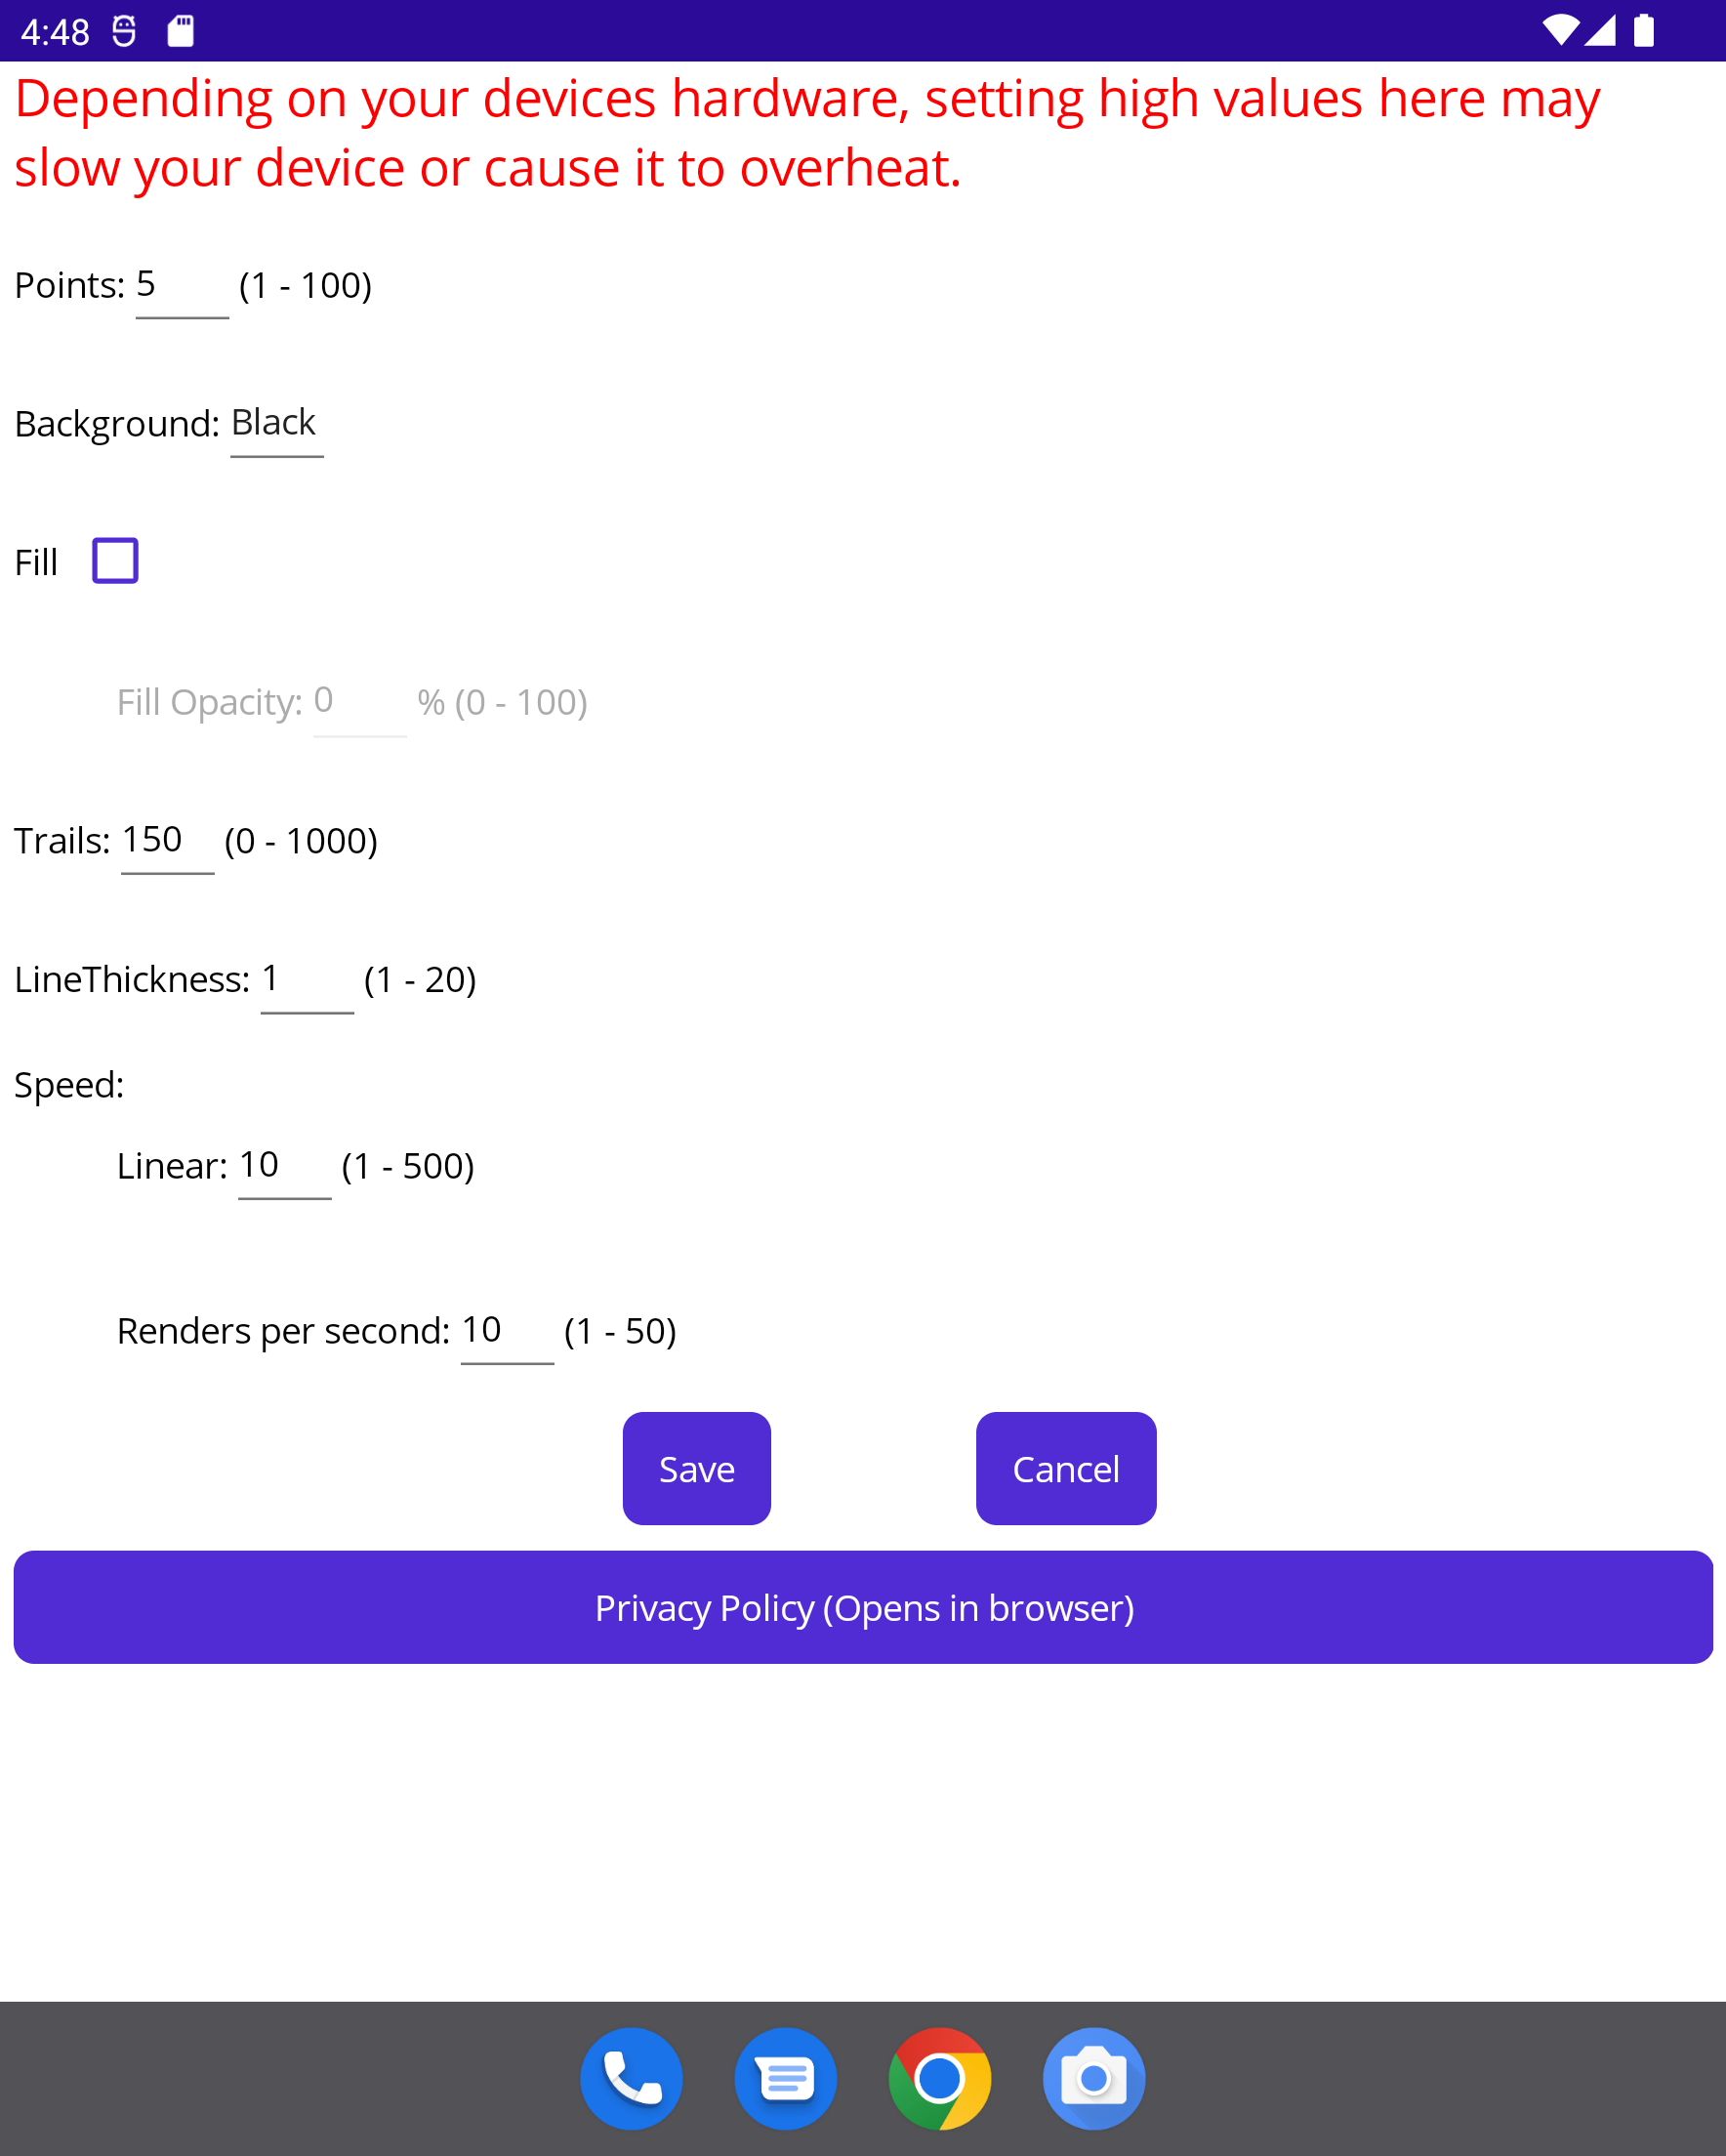 4:48
Depending on your devices hardware, setting high values here may
slow your device or cause it to overheat.
Points: 5 (1 - 100)
Background: Black
Fill
Fill Opacity: 0 % (0 - 100)
Trails: 150 (0 - 1000)
LineThickness: 1 (1 - 20)
Speed:
Linear: 10 (1 - 500)
Renders per second: 10 (1 - 50)
Save Cancel
Privacy Policy (Opens in browser)